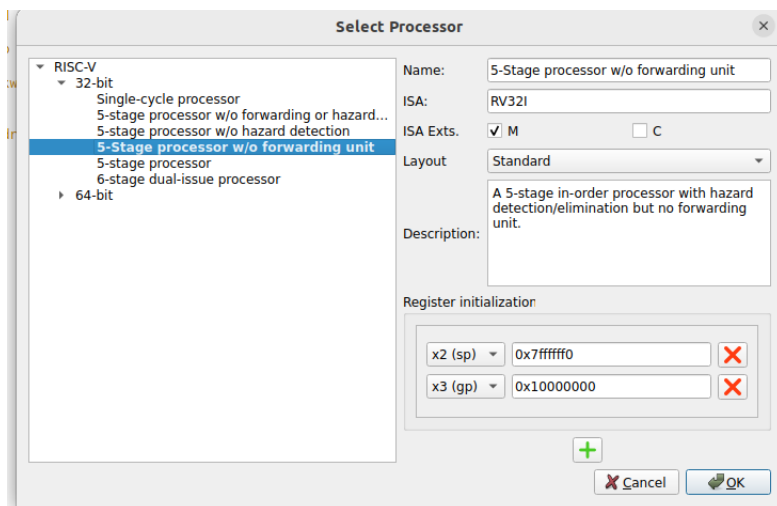 Select Processor
RISC-V
32-bit
Single-cycle processor
5-stage processor w/o forwarding or hazard...
5-stage processor w/o hazard detection
5-Stage processor w/o forwarding unit
5-stage processor
6-stage dual-issue processor
64-bit
Name: 5-Stage processor w/o forwarding unit
ISA: RV32I
ISA Exts. M C
Layout Standard
Description:
A 5-stage in-order processor with hazard
detection/elimination but no forwarding
unit.
Register initialization
x2 (sp) 0x7ffffff0
x3 (gp) 0x10000000
Cancel OK